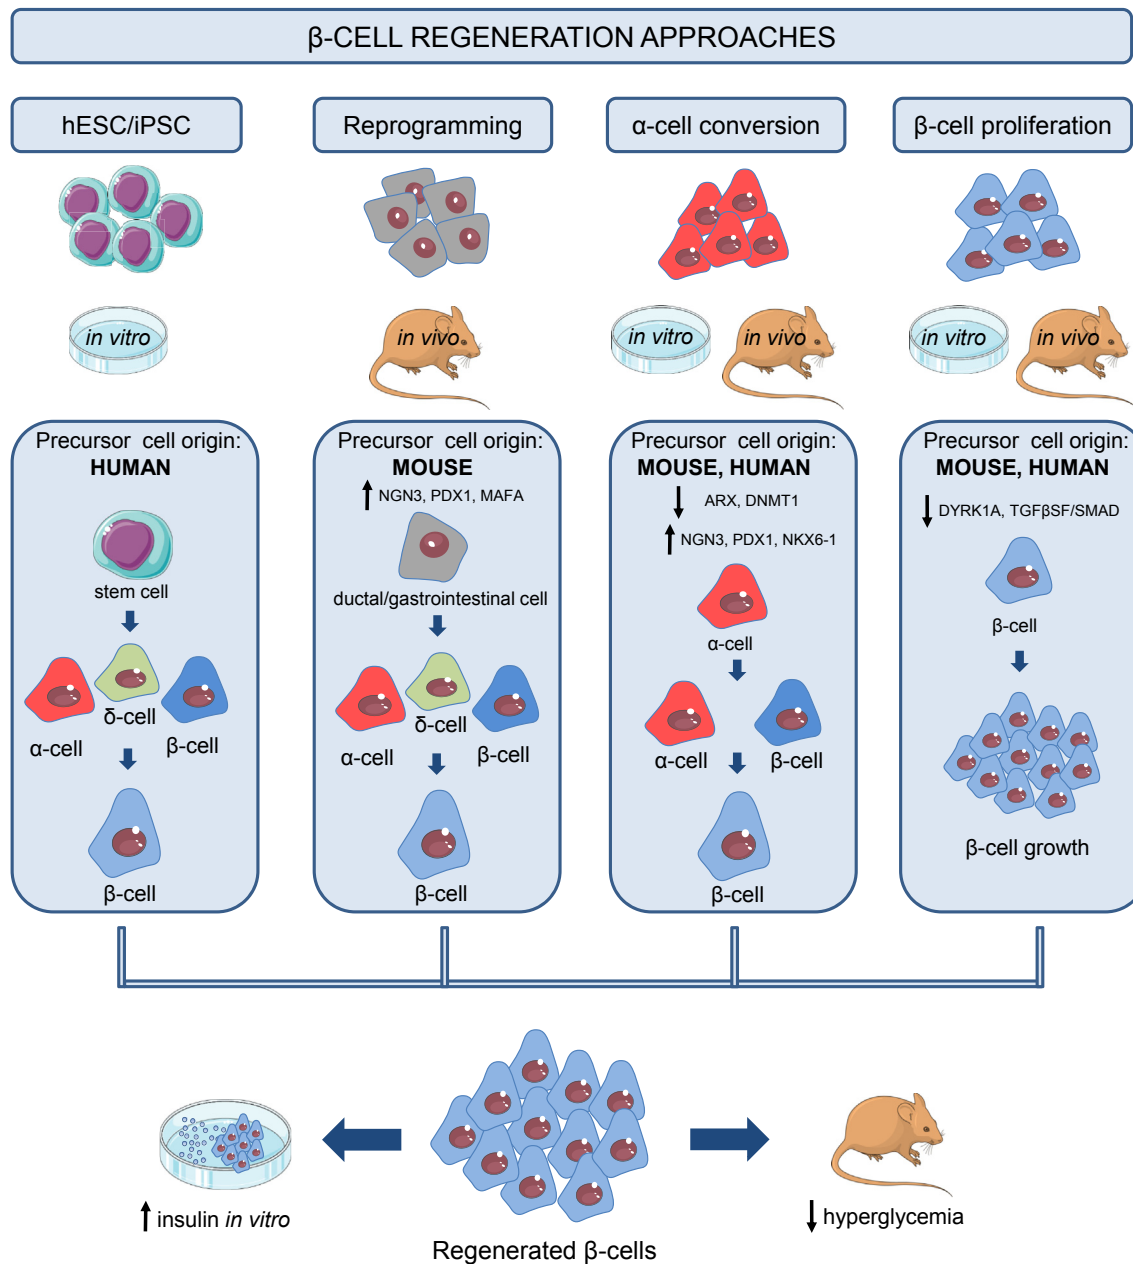 β-CELL REGENERATION APPROACHES
hESC/iPSC
in vitro
Precursor cell origin:
HUMAN
stem cell
α-cell
δ-cell
β-cell
β-cell
Reprogramming
in vivo
Precursor cell origin:
MOUSE
↑ NGN3, PDX1, MAFA
ductal/gastrointestinal cell
α-cell
δ-cell
β-cell
β-cell
α-cell conversion
in vitro
in vivo
Precursor cell origin:
MOUSE, HUMAN
↓ ARX, DNMT1
↑ NGN3, PDX1, NKX6-1
α-cell
α-cell
β-cell
β-cell
β-cell proliferation
in vitro
in vivo
Precursor cell origin:
MOUSE, HUMAN
↓ DYRK1A, TGFβSF/SMAD
β-cell
β-cell growth
↑ insulin in vitro
Regenerated β-cells
↓ hyperglycemia